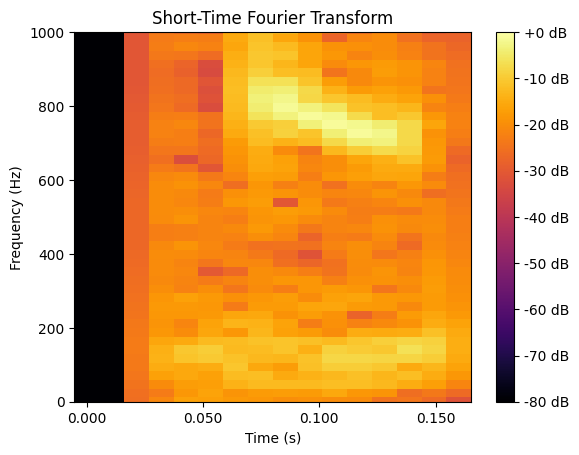 Short-Time Fourier Transform
1000
800
600
400
200
0
Frequency (Hz)
0.000
0.050
0.100
0.150
Time (s)
+0 dB
-10 dB
-20 dB
-30 dB
-40 dB
-50 dB
-60 dB
-70 dB
-80 dB